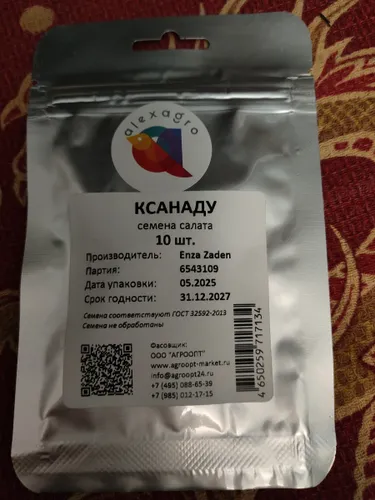 alexagro
КСАНАДУ
семена салата
10 шт.
Производитель: Enza Zaden
Партия: 6543109
Дата упаковки: 05.2025
Срок годности: 31.12.2027
Семена соответствуют ГОСТ 32592-2013
Семена не обработаны
Фасовщик:
ООО "АГРООПТ"
www.agroopt-market.ru
info@agroopt24.ru
+7 (495) 088-65-39
+7 (985) 012-17-15
4650259717134